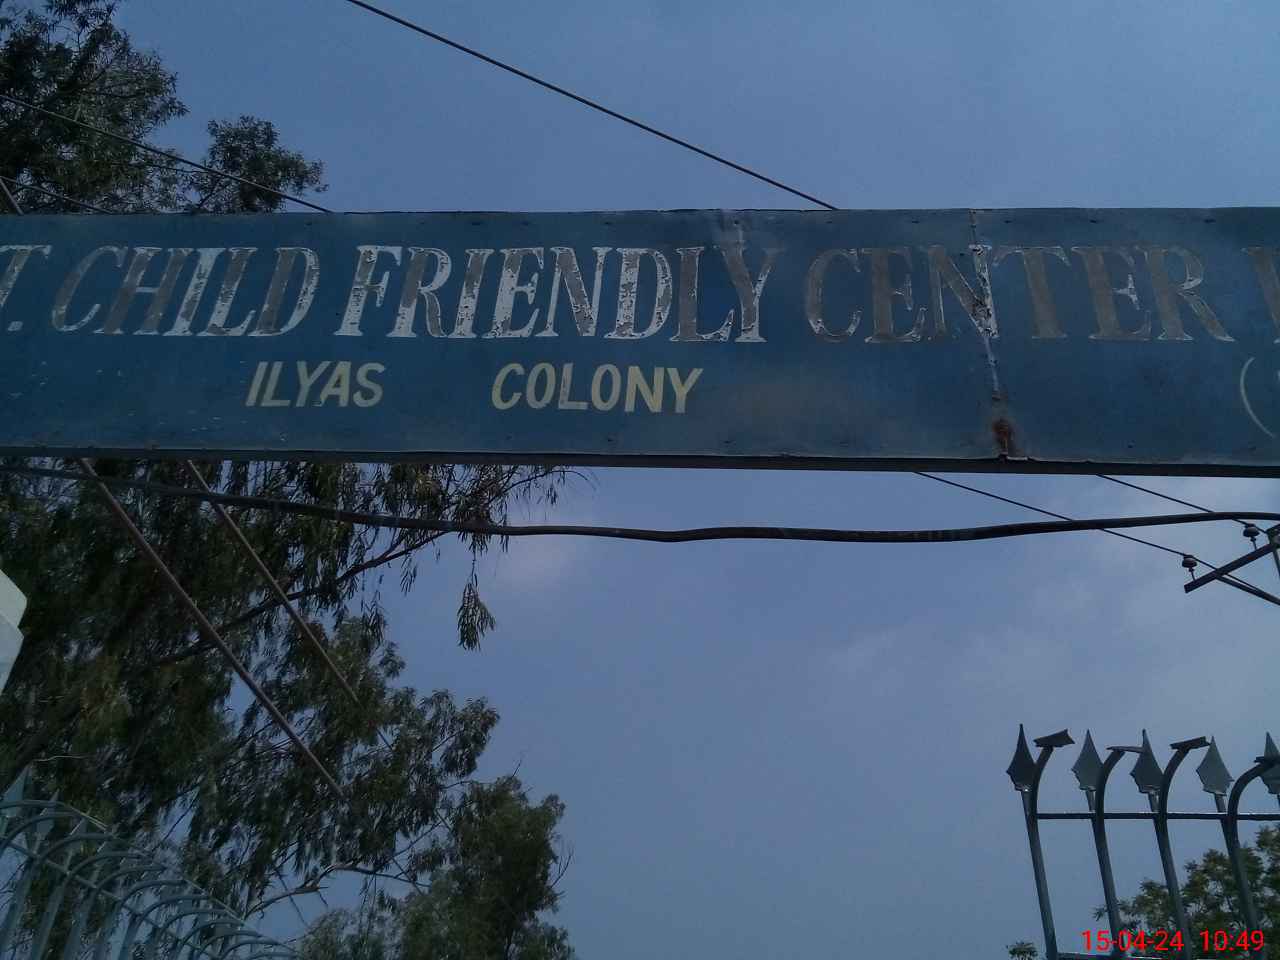 T. CHILD FRIENDLY CENTER
ILYAS COLONY
15-04-24 10:49